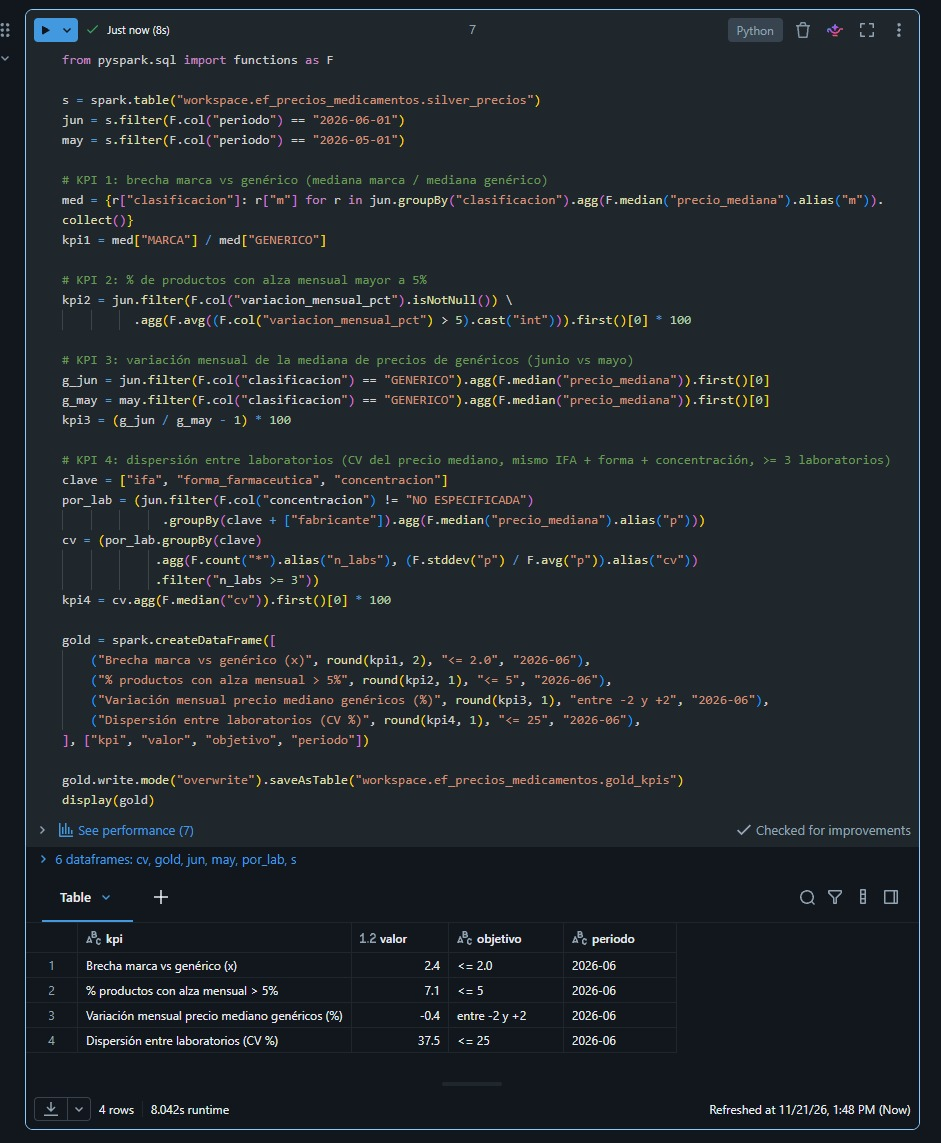 Just now (8s)
7
Python
from pyspark.sql import functions as F
s = spark.table("workspace.ef_precios_medicamentos.silver_precios")
jun = s.filter(F.col("periodo") == "2026-06-01")
may = s.filter(F.col("periodo") == "2026-05-01")
# KPI 1: brecha marca vs genérico (mediana marca / mediana genérico)
med = {r["clasificacion"]: r["m"] for r in jun.groupBy("clasificacion").agg(F.median("precio_mediana").alias("m")).
collect()}
kpi1 = med["MARCA"] / med["GENERICO"]
# KPI 2: % de productos con alza mensual mayor a 5%
kpi2 = jun.filter(F.col("variacion_mensual_pct").isNotNull()) \
.agg(F.avg((F.col("variacion_mensual_pct") > 5).cast("int"))).first()[0] * 100
# KPI 3: variación mensual de la mediana de precios de genéricos (junio vs mayo)
g_jun = jun.filter(F.col("clasificacion") == "GENERICO").agg(F.median("precio_mediana")).first()[0]
g_may = may.filter(F.col("clasificacion") == "GENERICO").agg(F.median("precio_mediana")).first()[0]
kpi3 = (g_jun / g_may - 1) * 100
# KPI 4: dispersión entre laboratorios (CV del precio mediano, mismo IFA + forma + concentración, >= 3 laboratorios)
clave = ["ifa", "forma_farmaceutica", "concentracion"]
por_lab = (jun.filter(F.col("concentracion") != "NO ESPECIFICADA")
.groupBy(clave + ["fabricante"]).agg(F.median("precio_mediana").alias("p")))
cv = (por_lab.groupBy(clave)
.agg(F.count("*").alias("n_labs"), (F.stddev("p") / F.avg("p")).alias("cv"))
.filter("n_labs >= 3"))
kpi4 = cv.agg(F.median("cv")).first()[0] * 100
gold = spark.createDataFrame([
("Brecha marca vs genérico (x)", round(kpi1, 2), "<= 2.0", "2026-06"),
("% productos con alza mensual > 5%", round(kpi2, 1), "<= 5", "2026-06"),
("Variación mensual precio mediano genéricos (%)", round(kpi3, 1), "entre -2 y +2", "2026-06"),
("Dispersión entre laboratorios (CV %)", round(kpi4, 1), "<= 25", "2026-06"),
], ["kpi", "valor", "objetivo", "periodo"])
gold.write.mode("overwrite").saveAsTable("workspace.ef_precios_medicamentos.gold_kpis")
display(gold)
See performance (7)
Checked for improvements
6 dataframes: cv, gold, jun, may, por_lab, s
Table
kpi 1.2 valor objetivo periodo
1 Brecha marca vs genérico (x) 2.4 <= 2.0 2026-06
2 % productos con alza mensual > 5% 7.1 <= 5 2026-06
3 Variación mensual precio mediano genéricos (%) -0.4 entre -2 y +2 2026-06
4 Dispersión entre laboratorios (CV %) 37.5 <= 25 2026-06
4 rows 8.042s runtime
Refreshed at 11/21/26, 1:48 PM (Now)